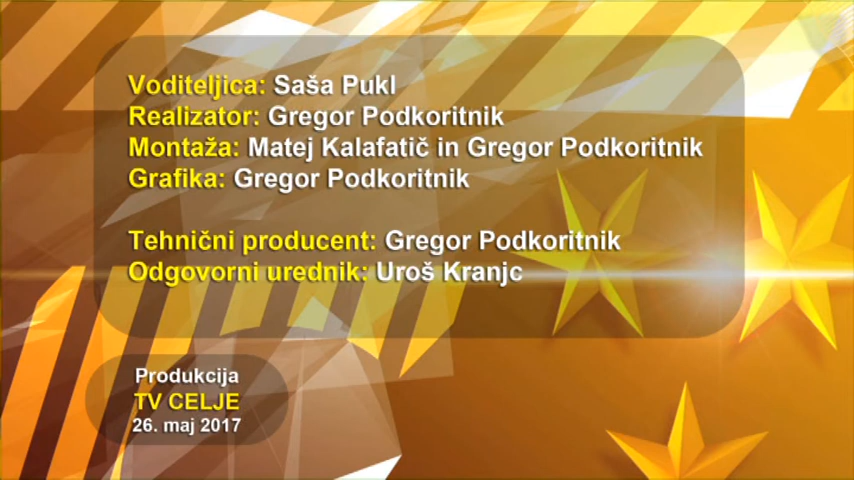 Voditeljica: Saša Pukl
Realizator: Gregor Podkoritnik
Montaža: Matej Kalafatič in Gregor Podkoritnik
Grafika: Gregor Podkoritnik
Tehnični producent: Gregor Podkoritnik
Odgovorni urednik: Uroš Kranjc
Produkcija
TV CELJE
26. maj 2017